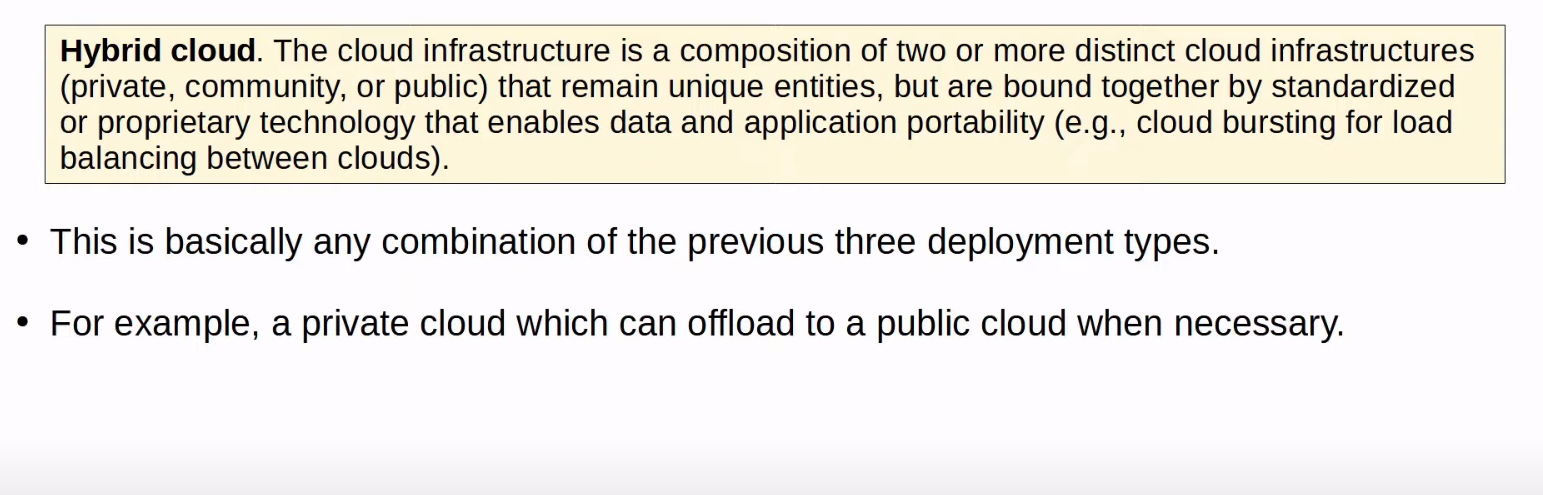 Hybrid cloud. The cloud infrastructure is a composition of two or more distinct cloud infrastructures
(private, community, or public) that remain unique entities, but are bound together by standardized
or proprietary technology that enables data and application portability (e.g., cloud bursting for load
balancing between clouds).
• This is basically any combination of the previous three deployment types.
• For example, a private cloud which can offload to a public cloud when necessary.